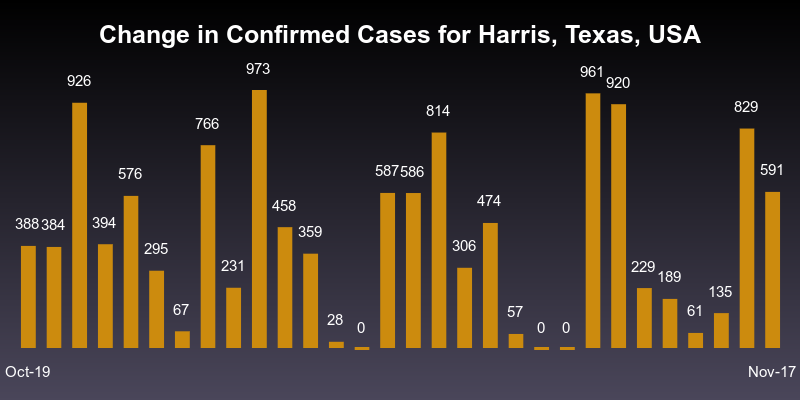 Change in Confirmed Cases for Harris, Texas, USA
388 384 926 394 576 295 67 766 231 973 458 359 28 0 587 586 814 306 474 57 0 0 961 920 229 189 61 135 829 591
Oct-19 Nov-17